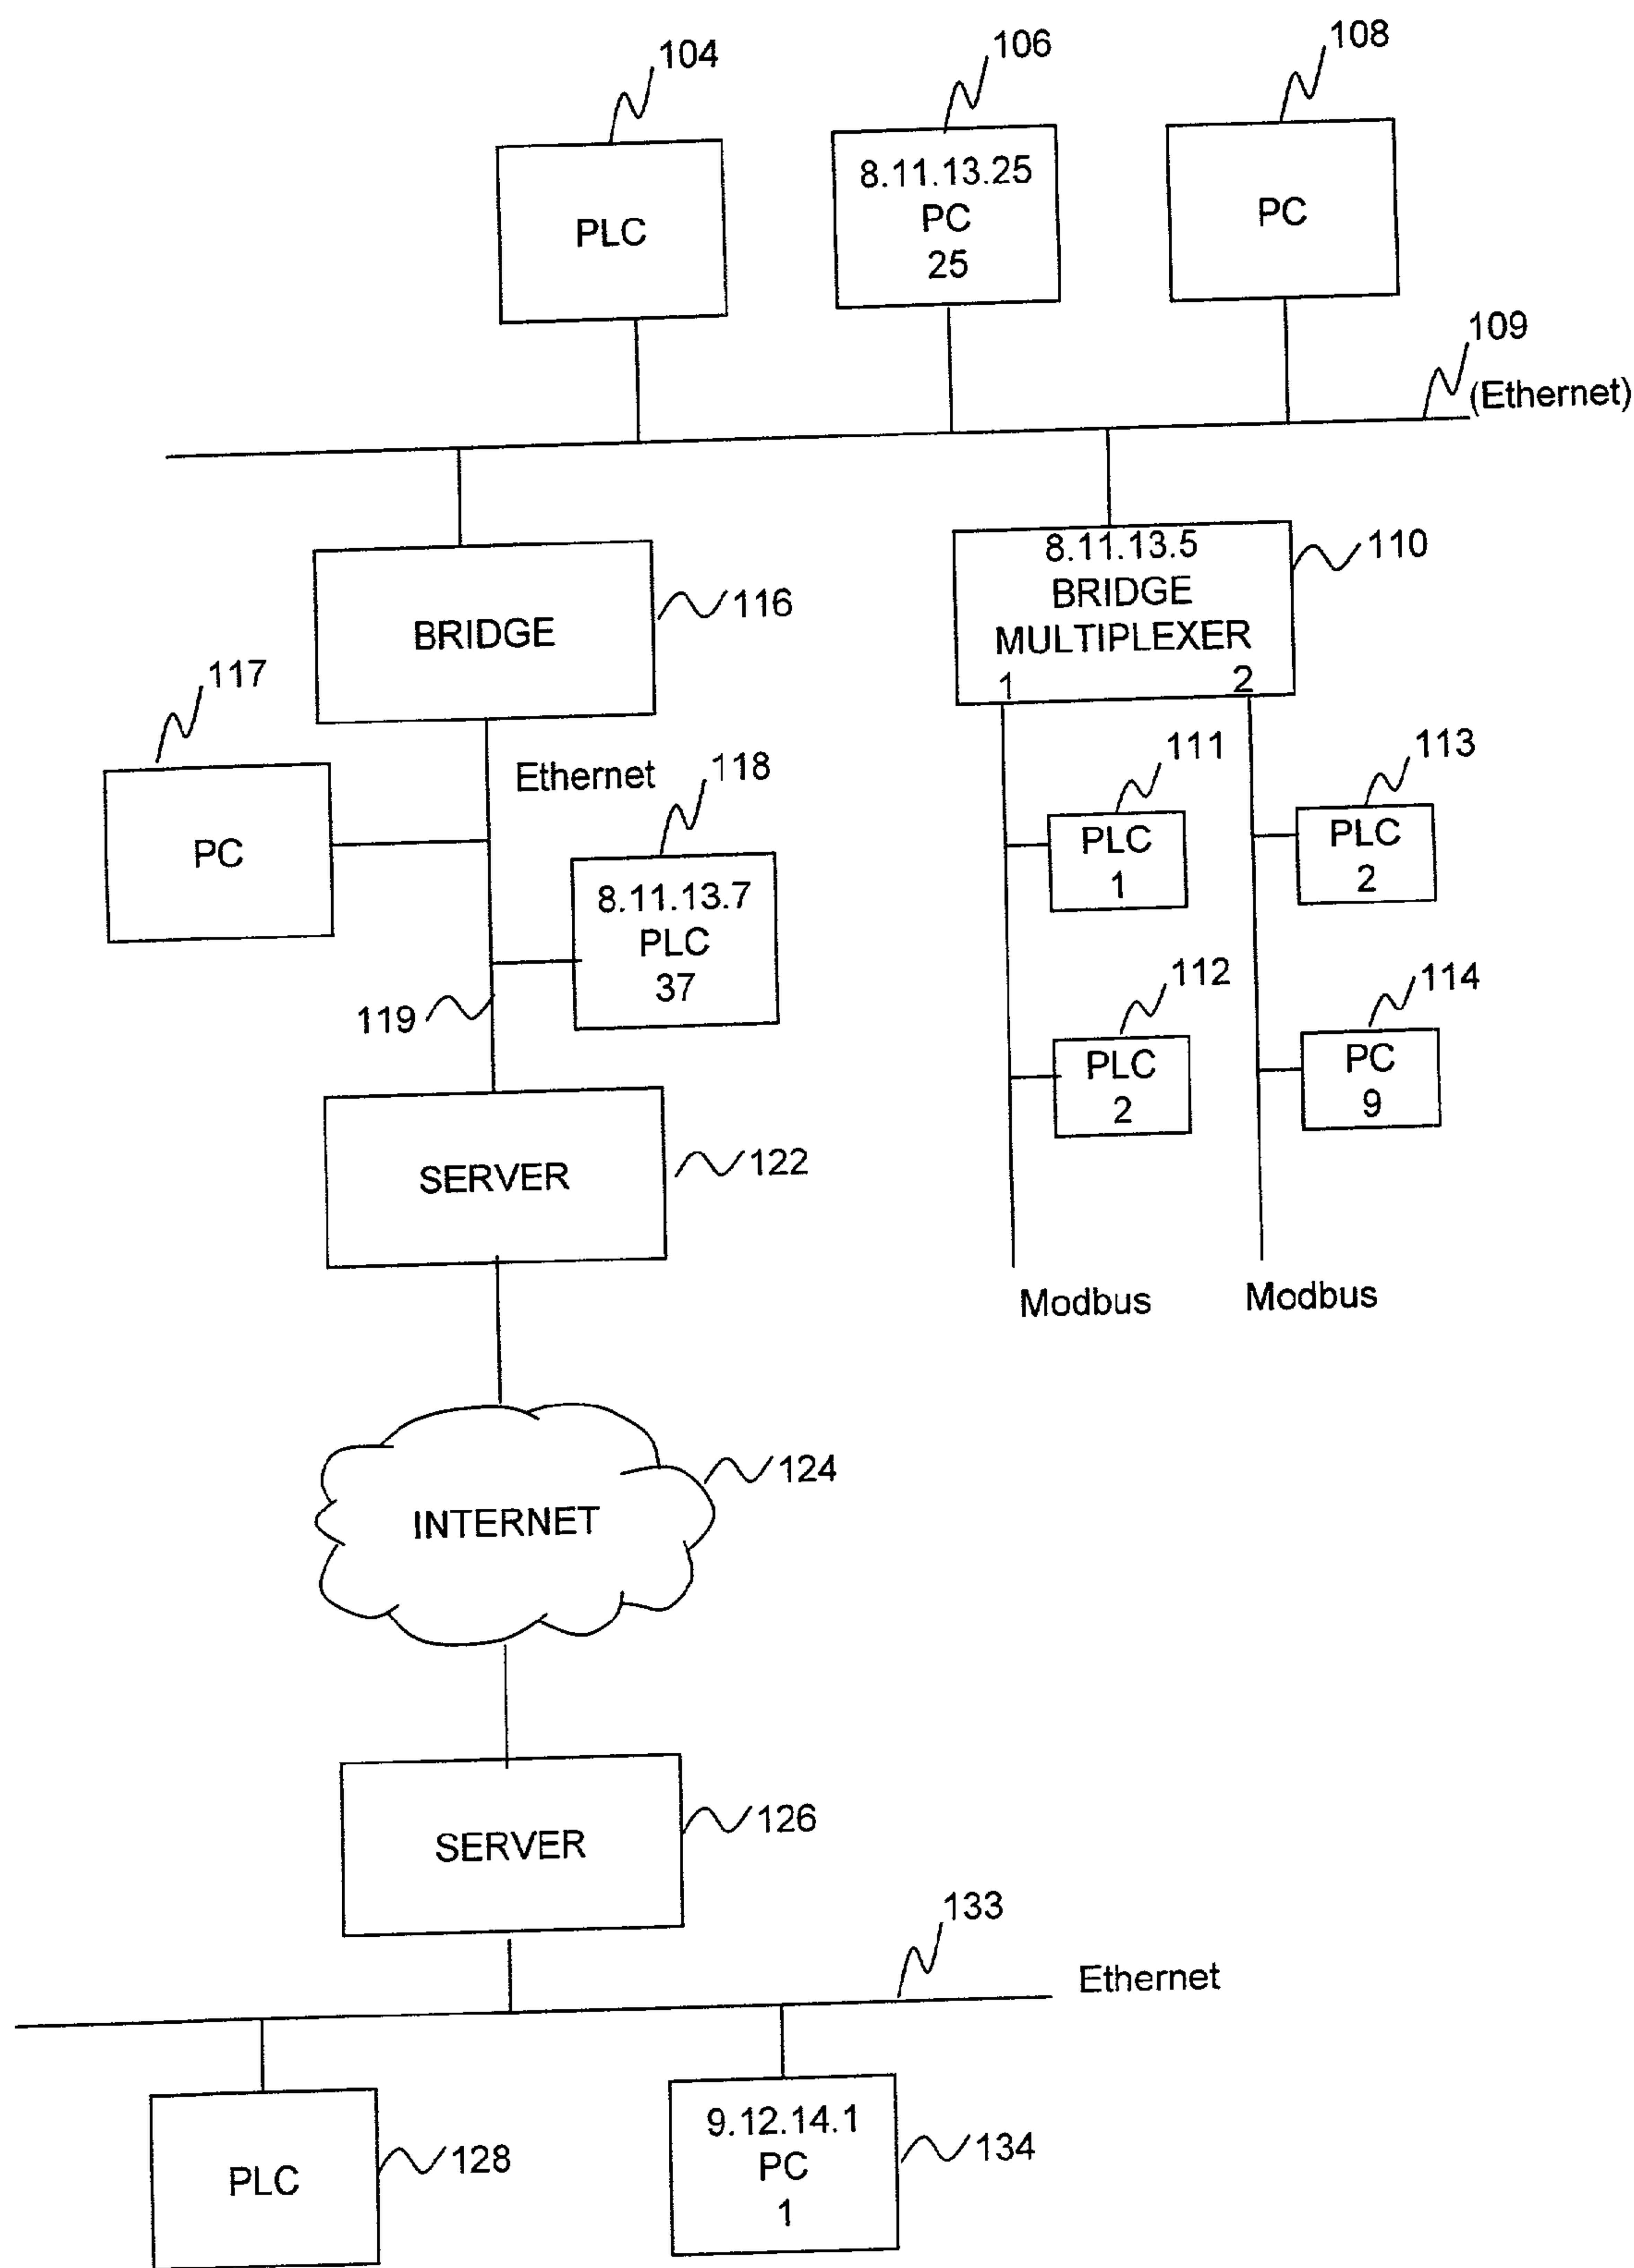 104
106
108
PLC
8.11.13.25
PC
25
PC
109
(Ethernet)
BRIDGE
116
8.11.13.5
BRIDGE
MULTIPLEXER
1 2
110
117
PC
Ethernet
118
8.11.13.7
PLC
37
119
111
PLC
1
113
PLC
2
112
PLC
2
114
PC
9
Modbus
Modbus
SERVER
122
INTERNET
124
SERVER
126
133
Ethernet
PLC
128
9.12.14.1
PC
1
134